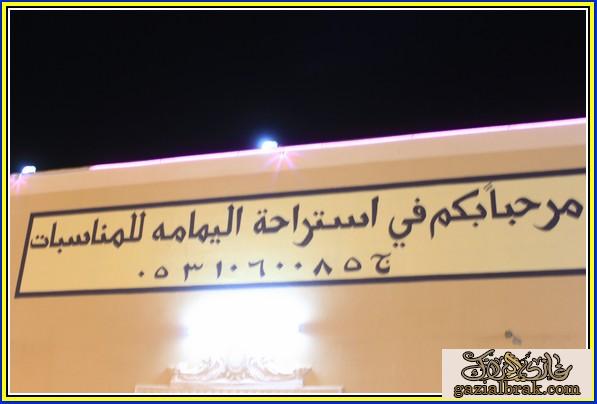 مرحباًبكم في استراحة اليمامه للمناسبات
ج ٠٥٣١٠٦٠٠٨٥
gazialbrak.com